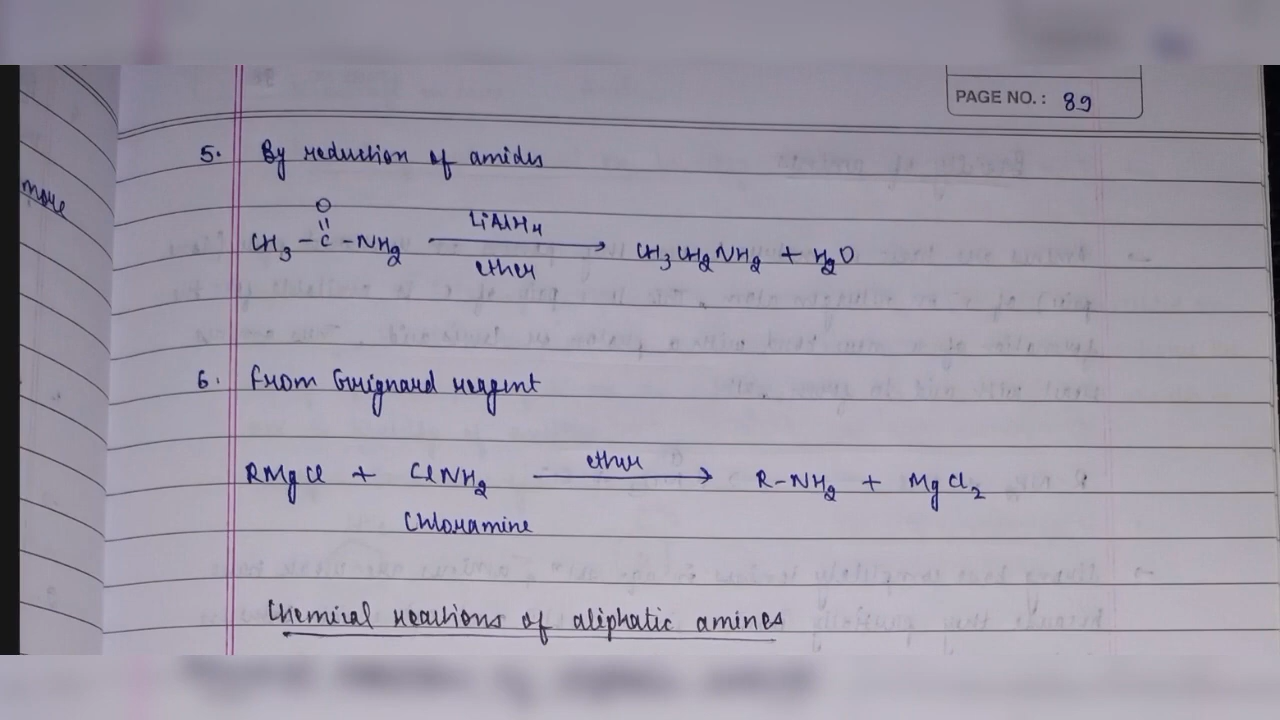 PAGE NO.: 89
more
5. By reduction of amides
O
||
CH₃-C-NH₂ LiAlH₄ → CH₃CH₂NH₂ + H₂O
ether
6. From Grignard reagent
RMgCl + ClNH₂ ether → R-NH₂ + MgCl₂
Chloramine
Chemical reactions of aliphatic amines